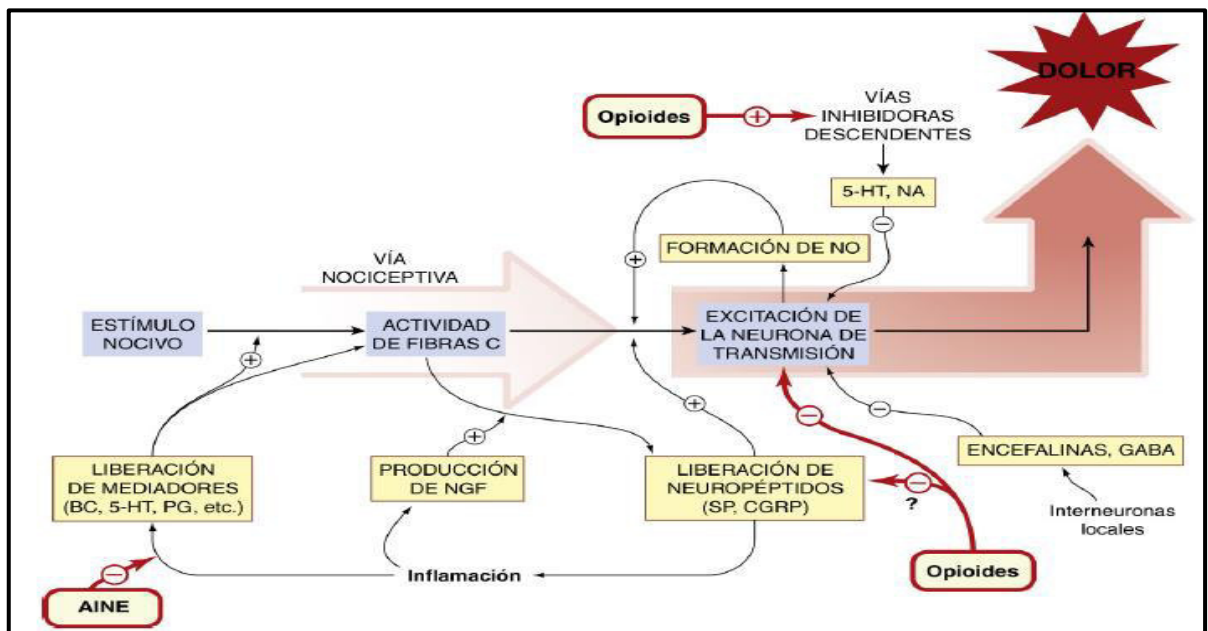 DOLOR
Opioides
+
VÍAS
INHIBIDORAS
DESCENDENTES
5-HT, NA
−
FORMACIÓN DE NO
+
VÍA
NOCICEPTIVA
ESTÍMULO
NOCIVO
ACTIVIDAD
DE FIBRAS C
EXCITACIÓN DE
LA NEURONA DE
TRANSMISIÓN
+
+
−
−
ENCEFALINAS, GABA
Interneuronas
locales
LIBERACIÓN
DE MEDIADORES
(BC, 5-HT, PG, etc.)
+
PRODUCCIÓN
DE NGF
LIBERACIÓN DE
NEUROPÉPTIDOS
(SP, CGRP)
−
?
Inflamación
Opioides
−
AINE